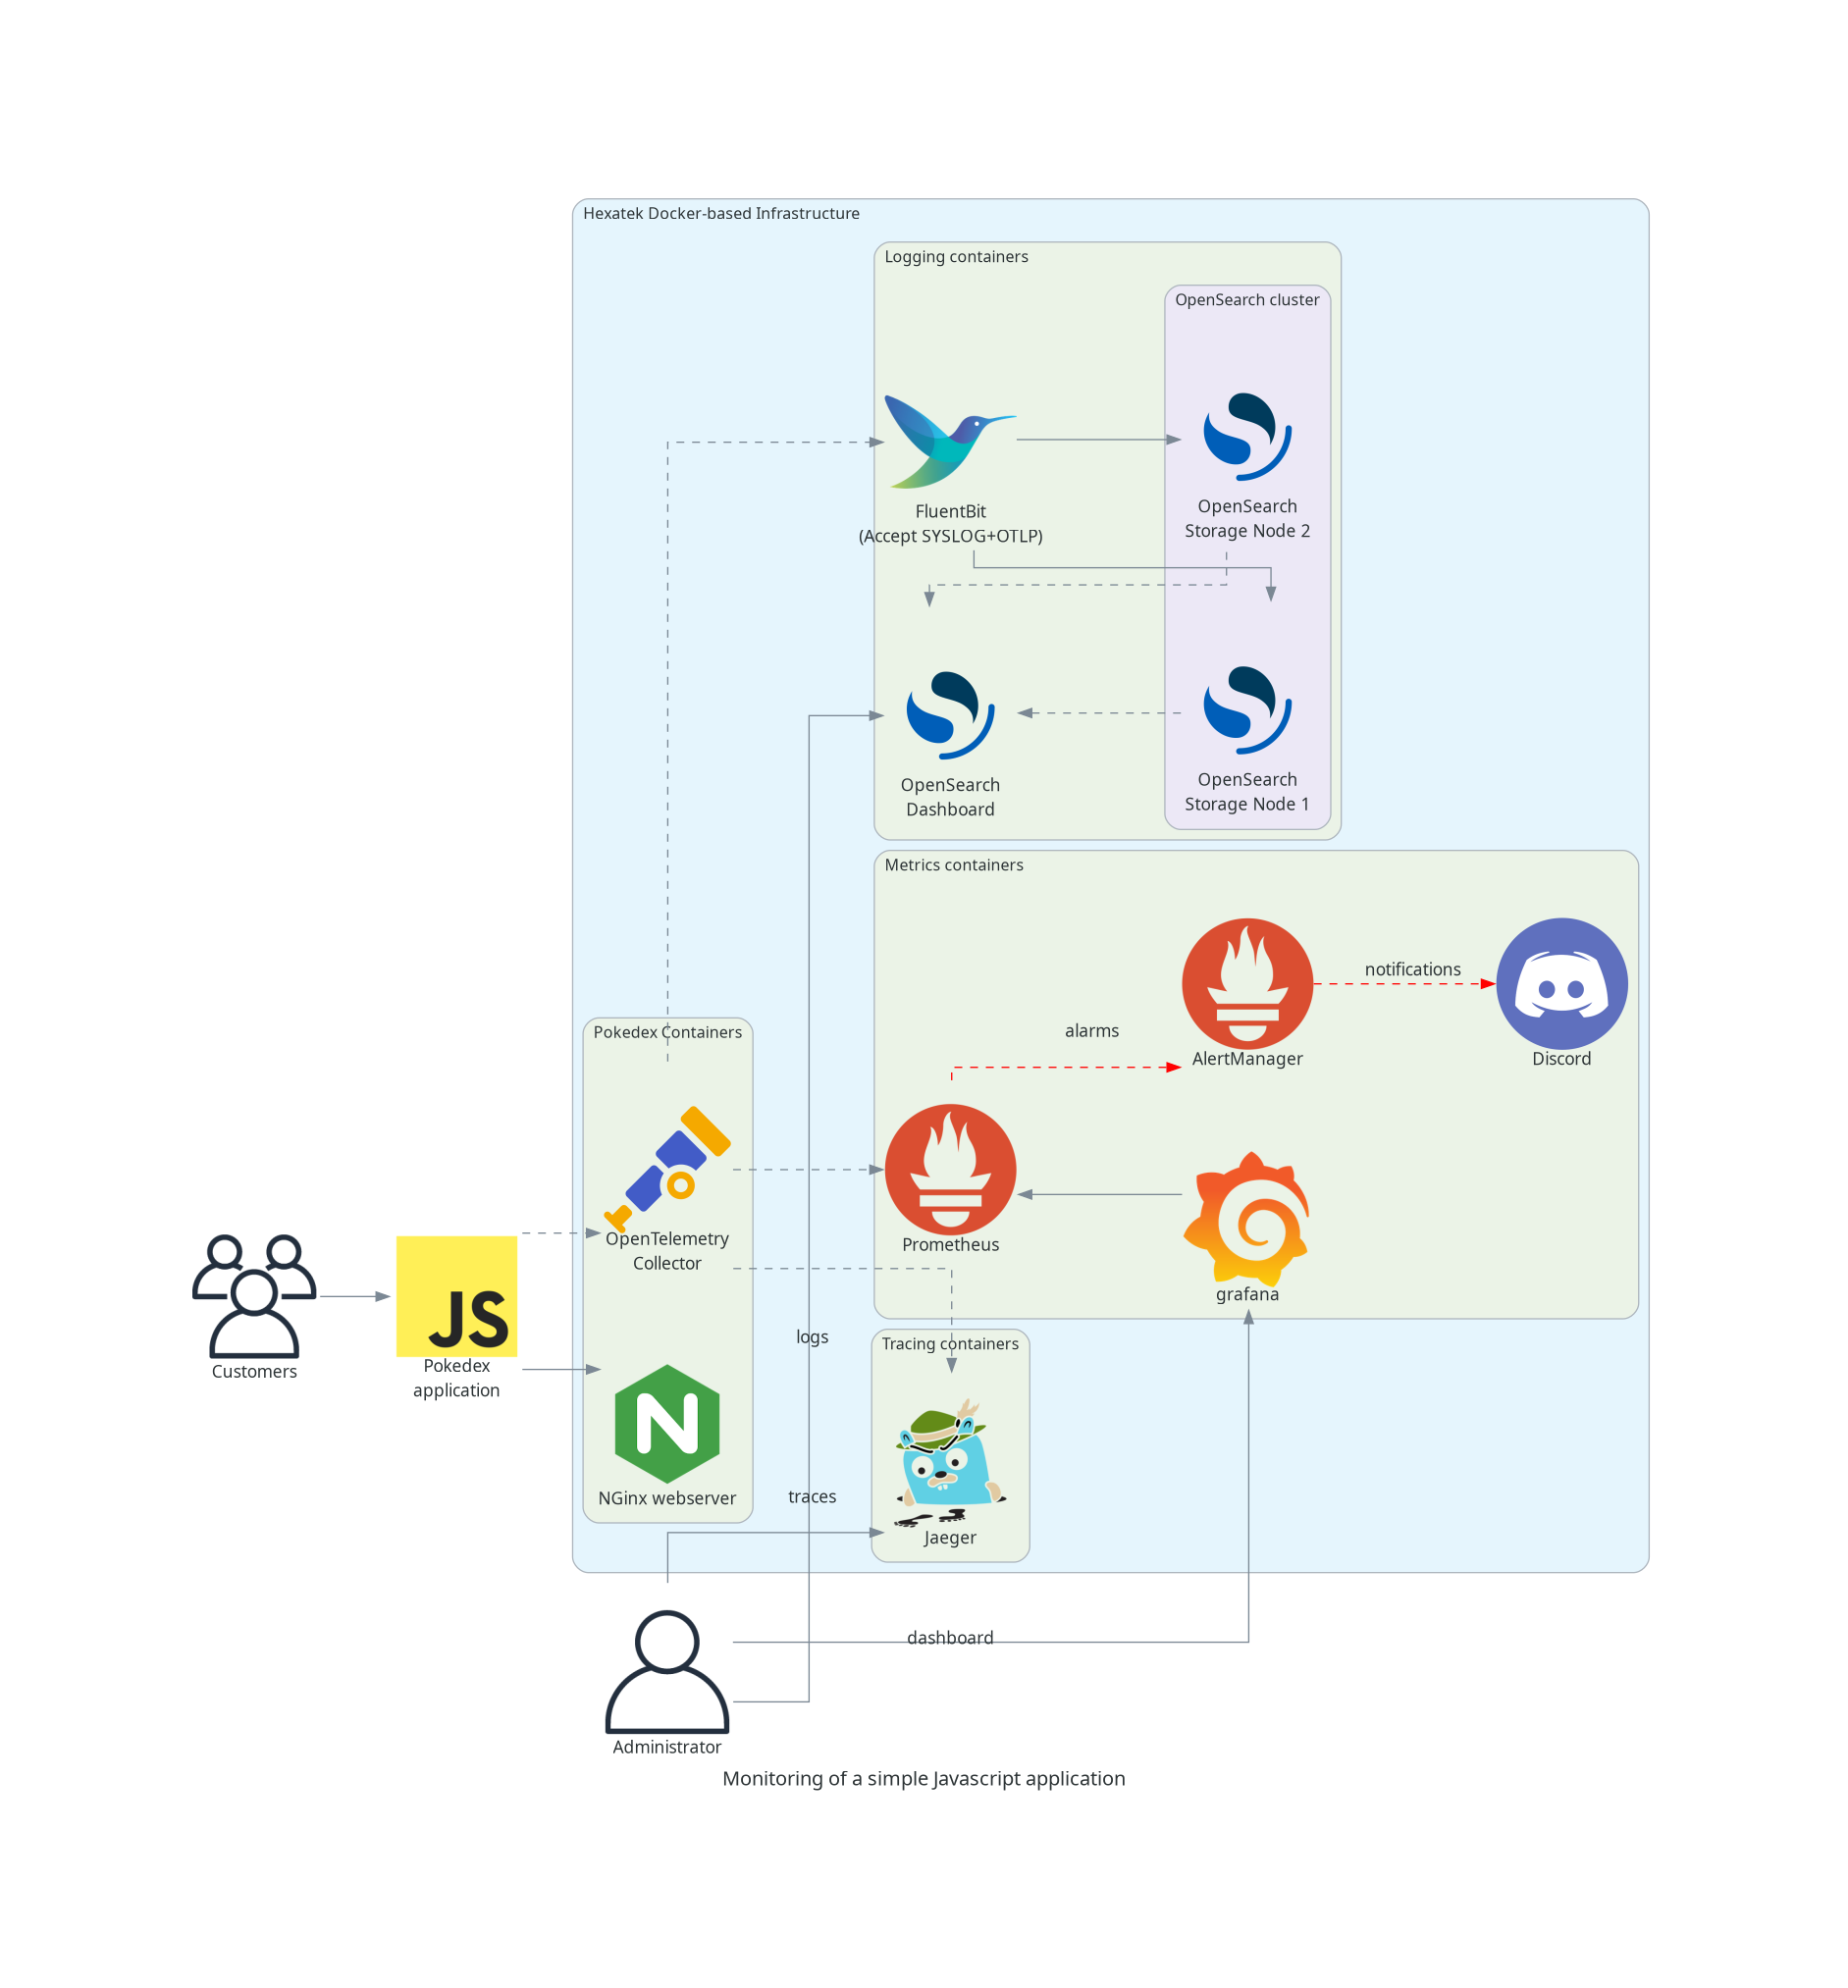 Hexatek Docker-based Infrastructure
Logging containers
OpenSearch cluster
FluentBit
(Accept SYSLOG+OTLP)
OpenSearch
Storage Node 2
OpenSearch
Dashboard
OpenSearch
Storage Node 1
Metrics containers
notifications
alarms
AlertManager
Discord
Pokedex Containers
OpenTelemetry
Collector
Prometheus
grafana
Customers
JS
Pokedex
application
logs
Tracing containers
N
NGinx webserver
traces
Jaeger
dashboard
Administrator
Monitoring of a simple Javascript application